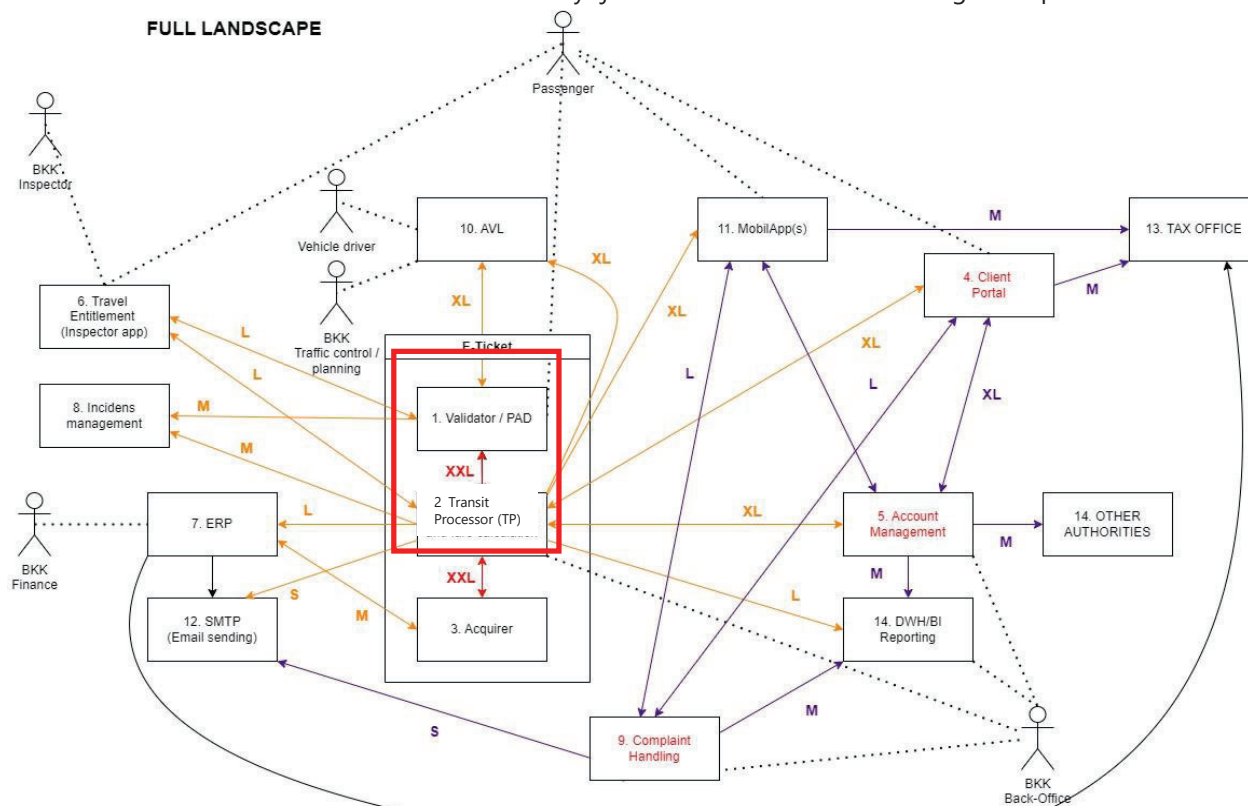 FULL LANDSCAPE
Passenger
BKK
Inspector
Vehicle driver
BKK
Traffic control /
planning
10. AVL
11. MobilApp(s)
M
13. TAX OFFICE
XL
4. Client
Portal
M
6. Travel
Entitlement
(Inspector app)
L
XL
XL
E-Ticket
XL
L
L
L
XL
8. Incidens
management
M
1. Validator / PAD
M
XXL
7. ERP
L
2 Transit
Processor (TP)
XL
5. Account
Management
M
14. OTHER
AUTHORITIES
BKK
Finance
XXL
M
S
L
12. SMTP
(Email sending)
M
3. Acquirer
14. DWH/BI
Reporting
S
M
9. Complaint
Handling
BKK
Back-Office